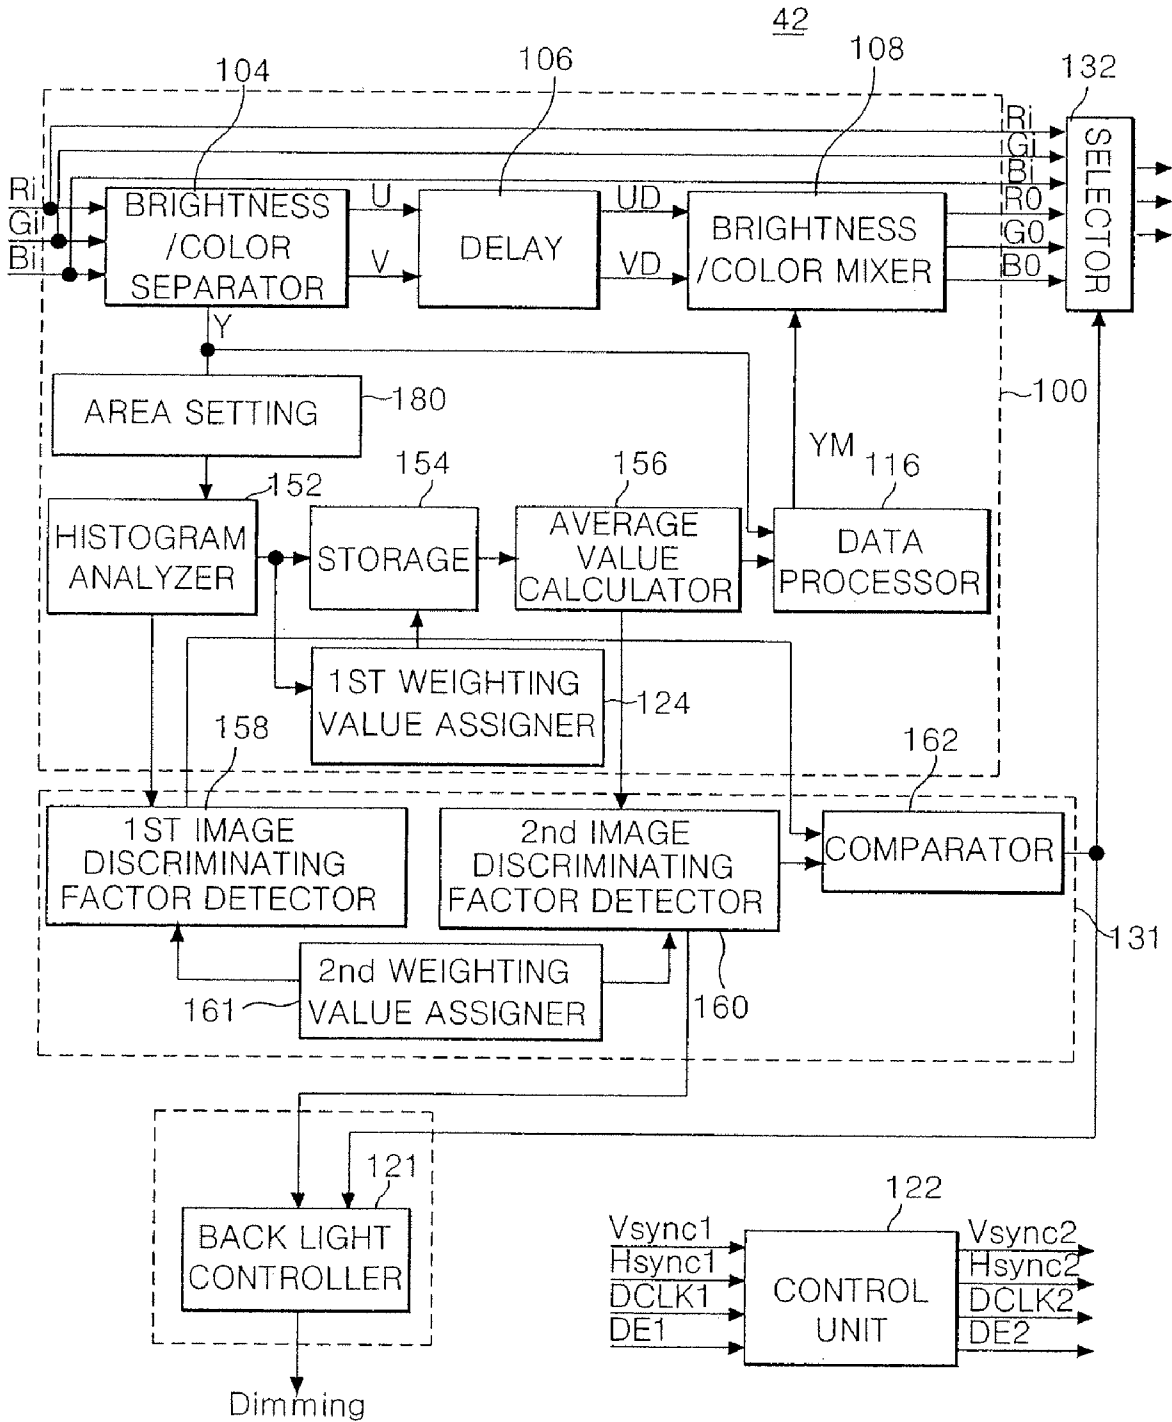 42
104
106
108
132
Ri
Gi
Bi
Ri
Gi
Bi
BRIGHTNESS
/COLOR
SEPARATOR
U
V
DELAY
UD
VD
BRIGHTNESS
/COLOR MIXER
R0
G0
B0
SELECTOR
Y
AREA SETTING
180
100
YM
152
154
156
116
HISTOGRAM
ANALYZER
STORAGE
AVERAGE
VALUE
CALCULATOR
DATA
PROCESSOR
1ST WEIGHTING
VALUE ASSIGNER
124
158
162
1ST IMAGE
DISCRIMINATING
FACTOR DETECTOR
2nd IMAGE
DISCRIMINATING
FACTOR DETECTOR
COMPARATOR
131
2nd WEIGHTING
VALUE ASSIGNER
161
160
121
BACK LIGHT
CONTROLLER
Dimming
122
Vsync1
Hsync1
DCLK1
DE1
CONTROL
UNIT
Vsync2
Hsync2
DCLK2
DE2